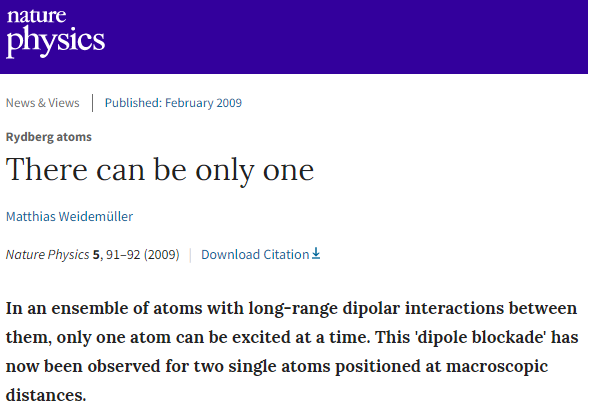 nature
physics
News & Views | Published: February 2009
Rydberg atoms
There can be only one
Matthias Weidemüller
Nature Physics 5, 91–92 (2009) | Download Citation
In an ensemble of atoms with long-range dipolar interactions between
them, only one atom can be excited at a time. This 'dipole blockade' has
now been observed for two single atoms positioned at macroscopic
distances.